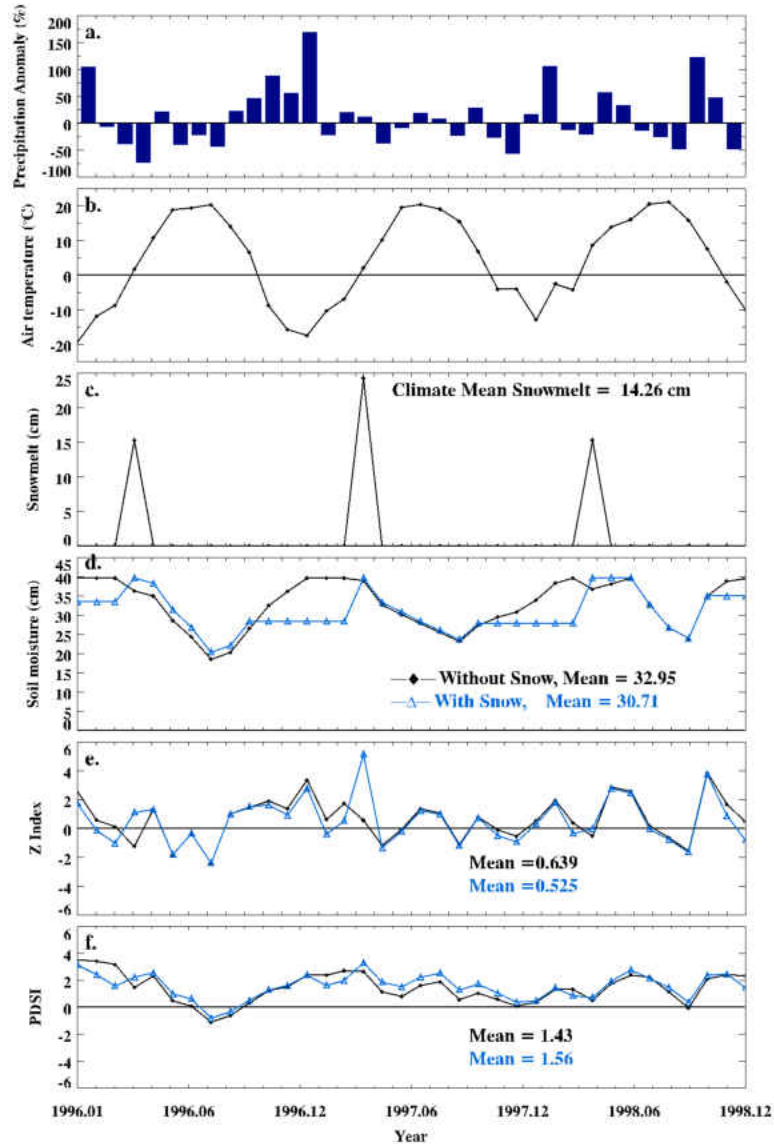 a.
200
150
100
50
0
-50
-100
Precipitation Anomaly (%)
b.
20
10
0
-10
-20
Air temperature (°C)
c.
Climate Mean Snowmelt = 14.26 cm
25
20
15
10
5
0
Snowmelt (cm)
d.
45
40
35
30
25
20
15
10
5
0
Soil moisture (cm)
Without Snow, Mean = 32.95
With Snow, Mean = 30.71
e.
6
4
2
0
-2
-4
-6
Z Index
Mean =0.639
Mean =0.525
f.
6
4
2
0
-2
-4
-6
PDSI
Mean = 1.43
Mean = 1.56
1996.01 1996.06 1996.12 1997.06 1997.12 1998.06 1998.12
Year